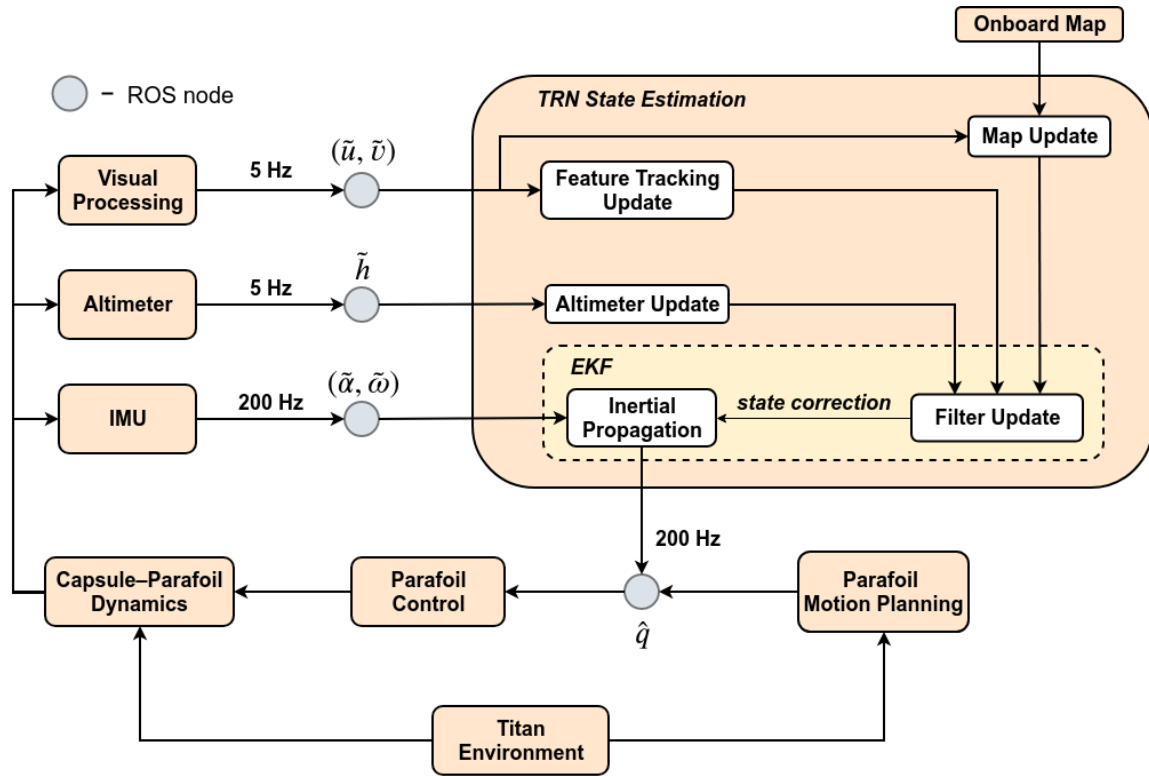 Onboard Map
– ROS node
TRN State Estimation
Map Update
(ũ, ṽ)
5 Hz
Visual
Processing
Feature Tracking
Update
h̃
5 Hz
Altimeter
Altimeter Update
EKF
(α̃, ω̃)
200 Hz
IMU
Inertial
Propagation
state correction
Filter Update
200 Hz
Capsule–Parafoil
Dynamics
Parafoil
Control
q̂
Parafoil
Motion Planning
Titan
Environment